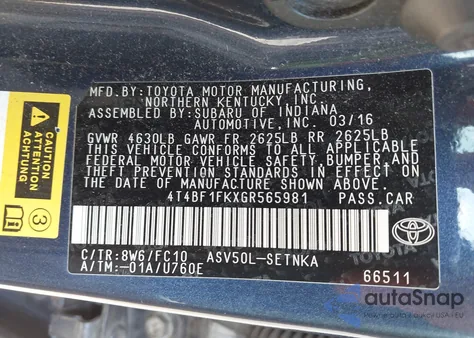 MFD. BY: TOYOTA MOTOR MANUFACTURING,
NORTHERN KENTUCKY, INC.
ASSEMBLED BY: SUBARU OF INDIANA
AUTOMOTIVE, INC. 03/16
GVWR 4630LB GAWR FR 2625LB RR 2625LB
THIS VEHICLE CONFORMS TO ALL APPLICABLE
FEDERAL MOTOR VEHICLE SAFETY, BUMPER, AND
THEFT PREVENTION STANDARDS IN EFFECT ON
THE DATE OF MANUFACTURE SHOWN ABOVE.
4T4BF1FKXGR565981 PASS.CAR
C/TR: 8W6/FC10 ASV50L-SETNKA
A/TM: -01A/U760E
66511
TOYOTA
CAUTION
ATTENTION
ACHTUNG
3
autoSnap